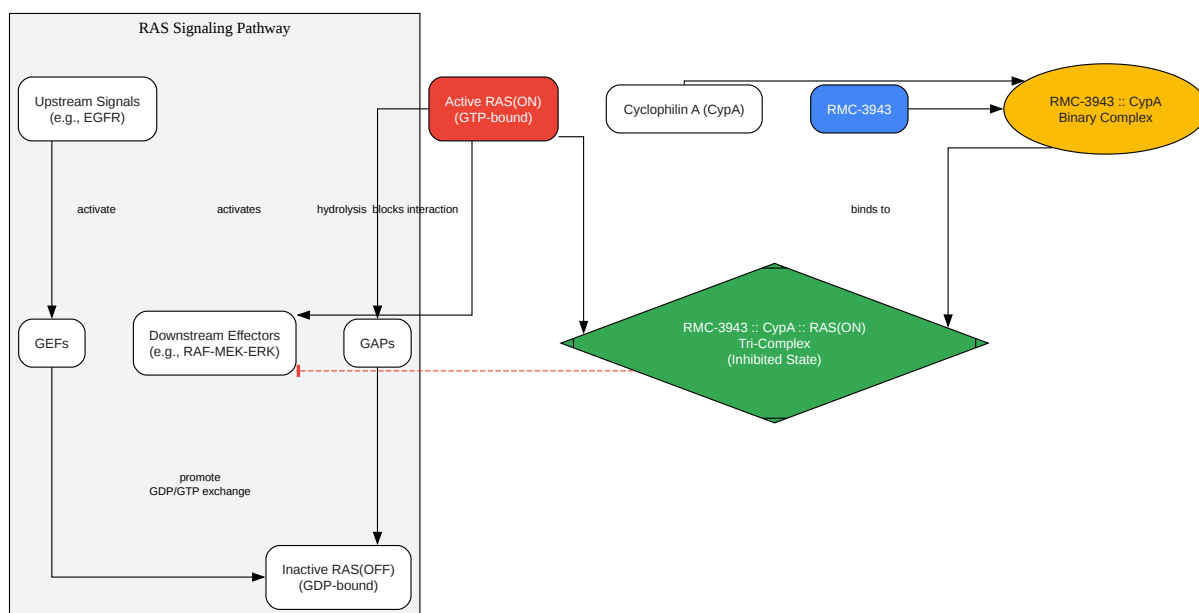 RAS Signaling Pathway
Upstream Signals
(e.g., EGFR)
Active RAS(ON)
(GTP-bound)
Cyclophilin A (CypA)
RMC-3943
RMC-3943 :: CypA
Binary Complex
activate
activates
hydrolysis
blocks interaction
binds to
GEFs
Downstream Effectors
(e.g., RAF-MEK-ERK)
GAPs
RMC-3943 :: CypA :: RAS(ON)
Tri-Complex
(Inhibited State)
promote
GDP/GTP exchange
Inactive RAS(OFF)
(GDP-bound)